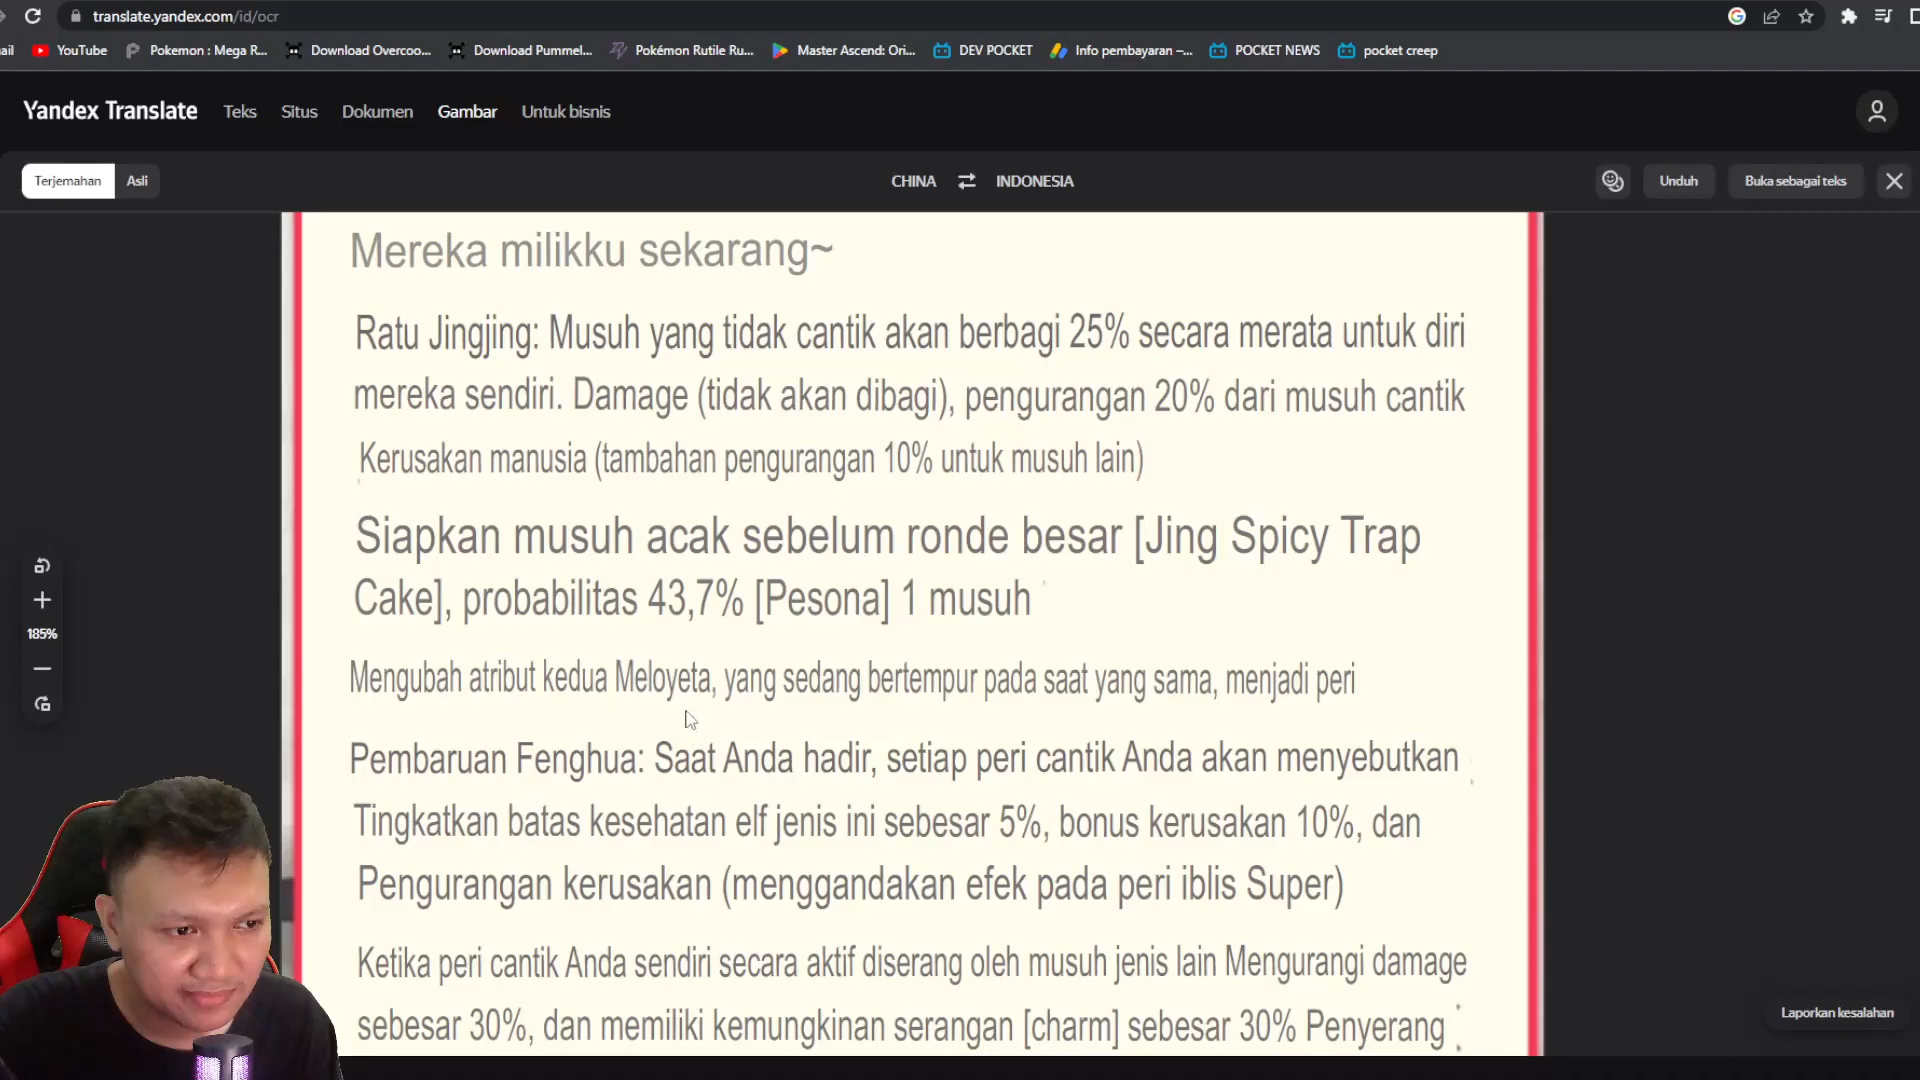 translate.yandex.com/id/ocr
ail YouTube Pokemon : Mega R... Download Overcoo... Download Pummel... Pokémon Rutile Ru... Master Ascend: Ori... DEV POCKET Info pembayaran –... POCKET NEWS pocket creep
Yandex Translate Teks Situs Dokumen Gambar Untuk bisnis
Terjemahan Asli CHINA INDONESIA Unduh Buka sebagai teks
Mereka milikku sekarang~
Ratu Jingjing: Musuh yang tidak cantik akan berbagi 25% secara merata untuk diri
mereka sendiri. Damage (tidak akan dibagi), pengurangan 20% dari musuh cantik
Kerusakan manusia (tambahan pengurangan 10% untuk musuh lain)
Siapkan musuh acak sebelum ronde besar [Jing Spicy Trap
Cake], probabilitas 43,7% [Pesona] 1 musuh
185%
Mengubah atribut kedua Meloyeta, yang sedang bertempur pada saat yang sama, menjadi peri
Pembaruan Fenghua: Saat Anda hadir, setiap peri cantik Anda akan menyebutkan
Tingkatkan batas kesehatan elf jenis ini sebesar 5%, bonus kerusakan 10%, dan
Pengurangan kerusakan (menggandakan efek pada peri iblis Super)
Ketika peri cantik Anda sendiri secara aktif diserang oleh musuh jenis lain Mengurangi damage
sebesar 30%, dan memiliki kemungkinan serangan [charm] sebesar 30% Penyerang
Laporkan kesalahan